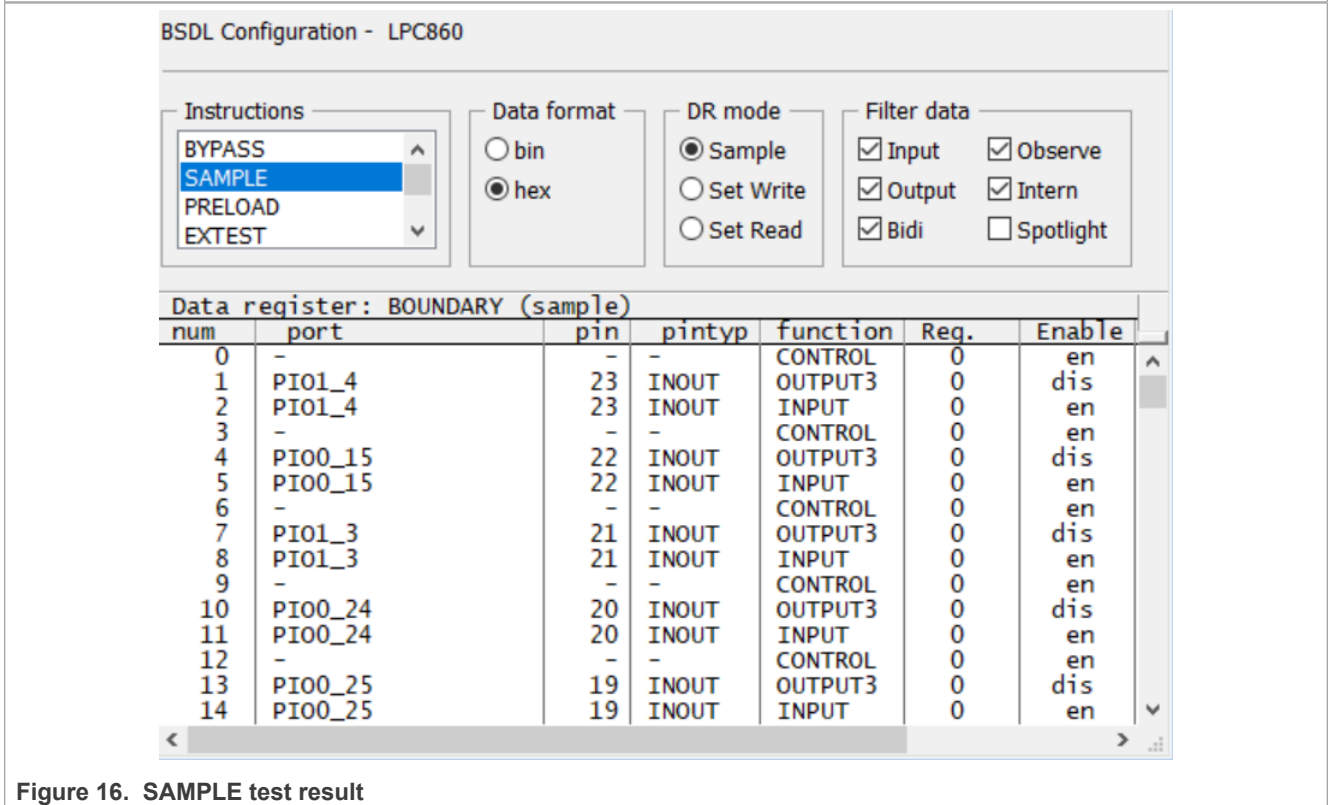 BSDL Configuration - LPC860
Instructions
BYPASS
SAMPLE
PRELOAD
EXTEST
Data format
bin
hex
DR mode
Sample
Set Write
Set Read
Filter data
Input
Observe
Output
Intern
Bidi
Spotlight
Data register: BOUNDARY (sample)
num port pin pintyp function Reg. Enable
0 - - - CONTROL 0 en
1 PIO1_4 23 INOUT OUTPUT3 0 dis
2 PIO1_4 23 INOUT INPUT 0 en
3 - - - CONTROL 0 en
4 PIO0_15 22 INOUT OUTPUT3 0 dis
5 PIO0_15 22 INOUT INPUT 0 en
6 - - - CONTROL 0 en
7 PIO1_3 21 INOUT OUTPUT3 0 dis
8 PIO1_3 21 INOUT INPUT 0 en
9 - - - CONTROL 0 en
10 PIO0_24 20 INOUT OUTPUT3 0 dis
11 PIO0_24 20 INOUT INPUT 0 en
12 - - - CONTROL 0 en
13 PIO0_25 19 INOUT OUTPUT3 0 dis
14 PIO0_25 19 INOUT INPUT 0 en
Figure 16. SAMPLE test result